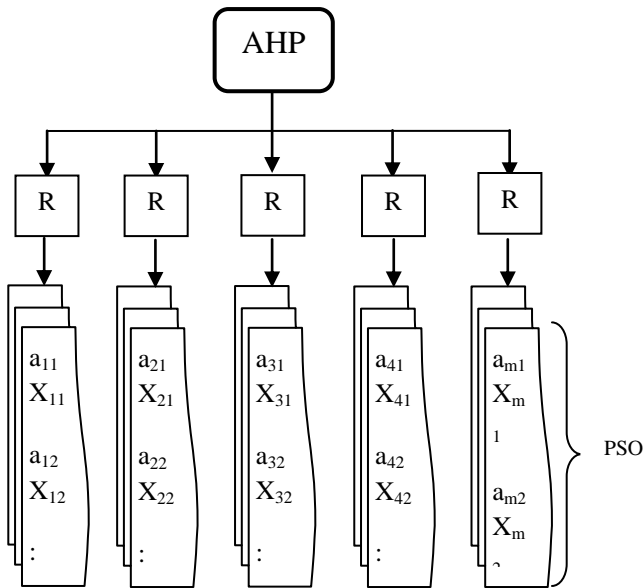 AHP
R R R R R
a₁₁
X₁₁
a₁₂
X₁₂
:
a₂₁
X₂₁
a₂₂
X₂₂
:
a₃₁
X₃₁
a₃₂
X₃₂
:
a₄₁
X₄₁
a₄₂
X₄₂
:
aₘ₁
Xₘ
₁
aₘ₂
Xₘ
PSO